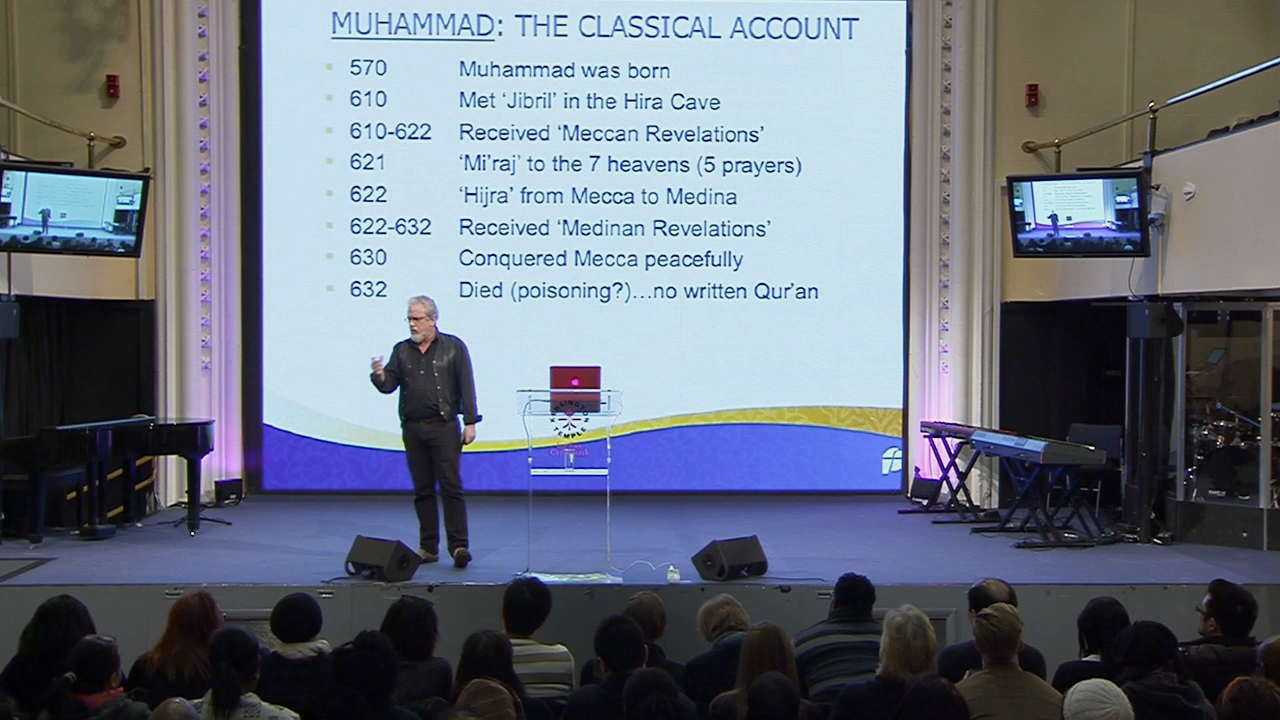 MUHAMMAD: THE CLASSICAL ACCOUNT
570 Muhammad was born
610 Met ‘Jibril’ in the Hira Cave
610-622 Received ‘Meccan Revelations’
621 ‘Mi’raj’ to the 7 heavens (5 prayers)
622 ‘Hijra’ from Mecca to Medina
622-632 Received ‘Medinan Revelations’
630 Conquered Mecca peacefully
632 Died (poisoning?)…no written Qur’an
TEMPLE